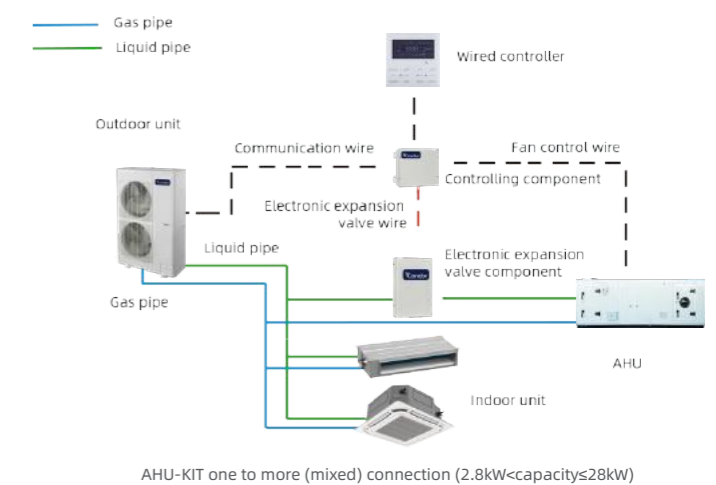 Gas pipe
Liquid pipe
Wired controller
Outdoor unit
Communication wire
Fan control wire
Controlling component
Electronic expansion
valve wire
Liquid pipe
Electronic expansion
valve component
Gas pipe
AHU
Indoor unit
AHU-KIT one to more (mixed) connection (2.8kW<capacity≤28kW)